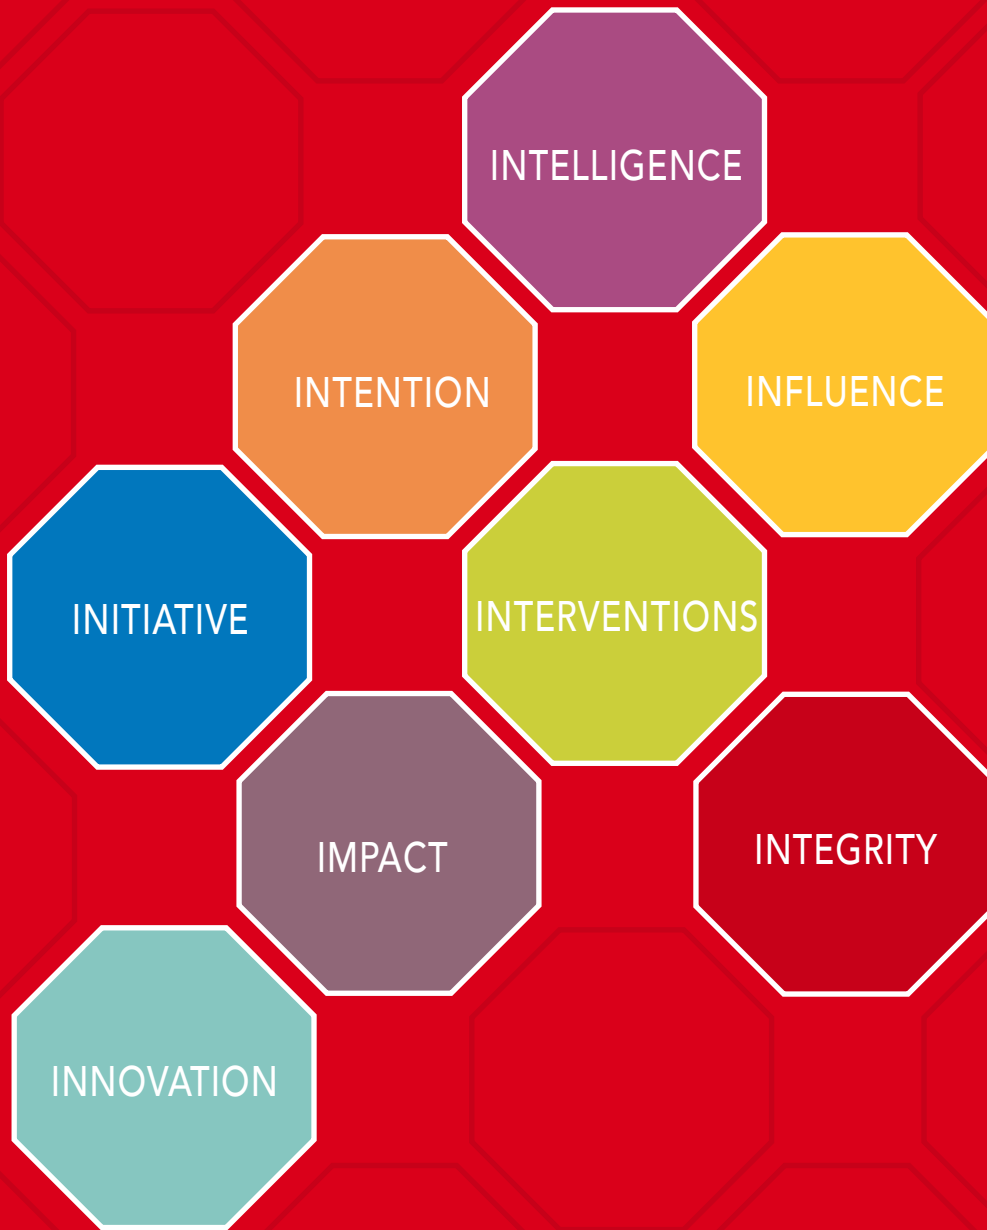 INTELLIGENCE
INTENTION
INFLUENCE
INITIATIVE
INTERVENTIONS
IMPACT
INTEGRITY
INNOVATION